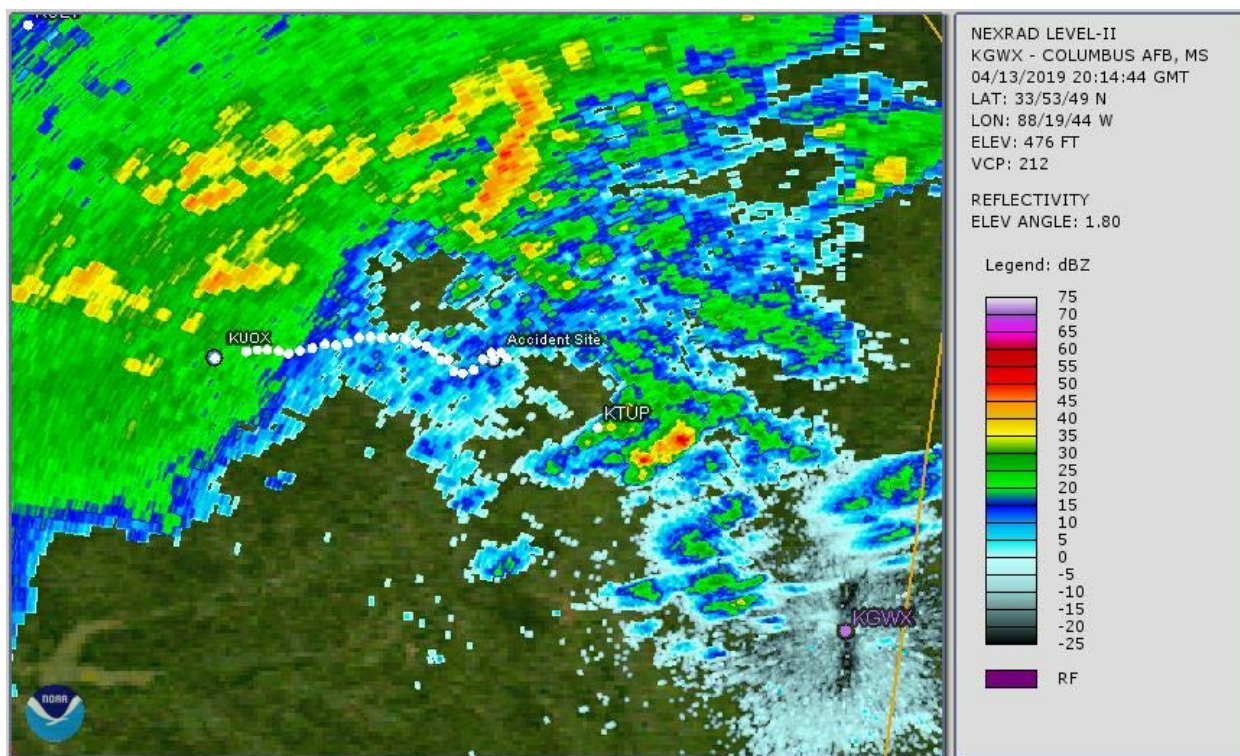 KUOX
Accident Site
KTUP
KGWX
NOAA
NEXRAD LEVEL-II
KGWX - COLUMBUS AFB, MS
04/13/2019 20:14:44 GMT
LAT: 33/53/49 N
LON: 88/19/44 W
ELEV: 476 FT
VCP: 212
REFLECTIVITY
ELEV ANGLE: 1.80
Legend: dBZ
75
70
65
60
55
50
45
40
35
30
25
20
15
10
5
0
-5
-10
-15
-20
-25
RF